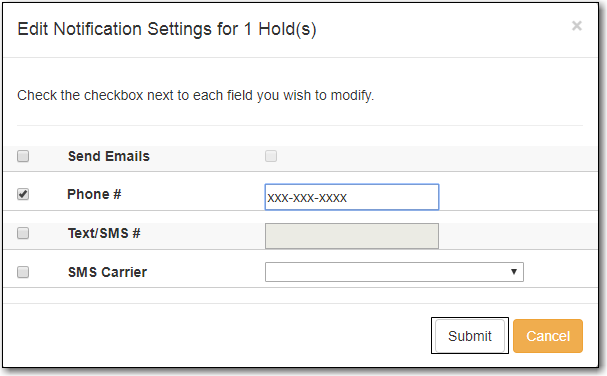 Edit Notification Settings for 1 Hold(s) ×
Check the checkbox next to each field you wish to modify.
Send Emails
Phone # xxx-xxx-xxxx
Text/SMS #
SMS Carrier
Submit Cancel